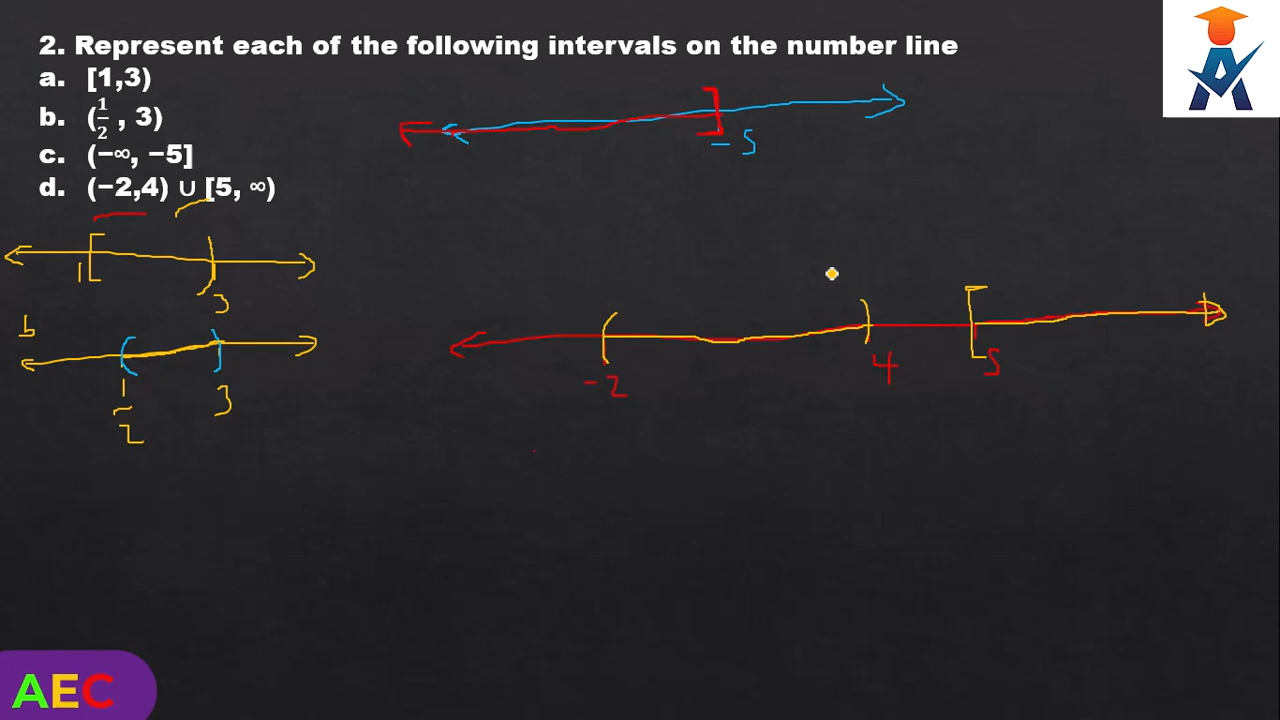 2. Represent each of the following intervals on the number line
a. [1,3)
b. (1/2 , 3)
c. (−∞, −5]
d. (−2,4) ∪ [5, ∞)
-5
1 3
b
1/2 3
-2 4 5
AEC